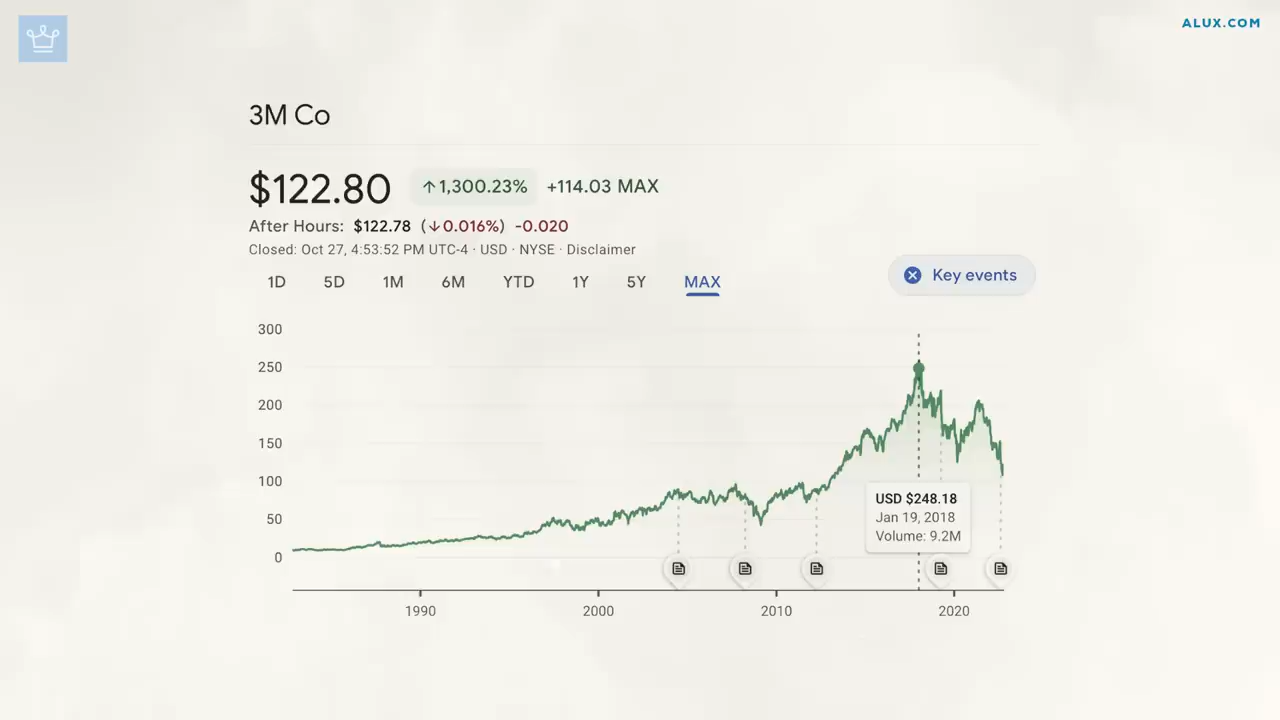 ALUX.COM
3M Co
$122.80 ↑1,300.23% +114.03 MAX
After Hours: $122.78 (↓0.016%) -0.020
Closed: Oct 27, 4:53:52 PM UTC-4 · USD · NYSE · Disclaimer
1D 5D 1M 6M YTD 1Y 5Y MAX
Key events
300
250
200
150
100
50
0
USD $248.18
Jan 19, 2018
Volume: 9.2M
1990 2000 2010 2020